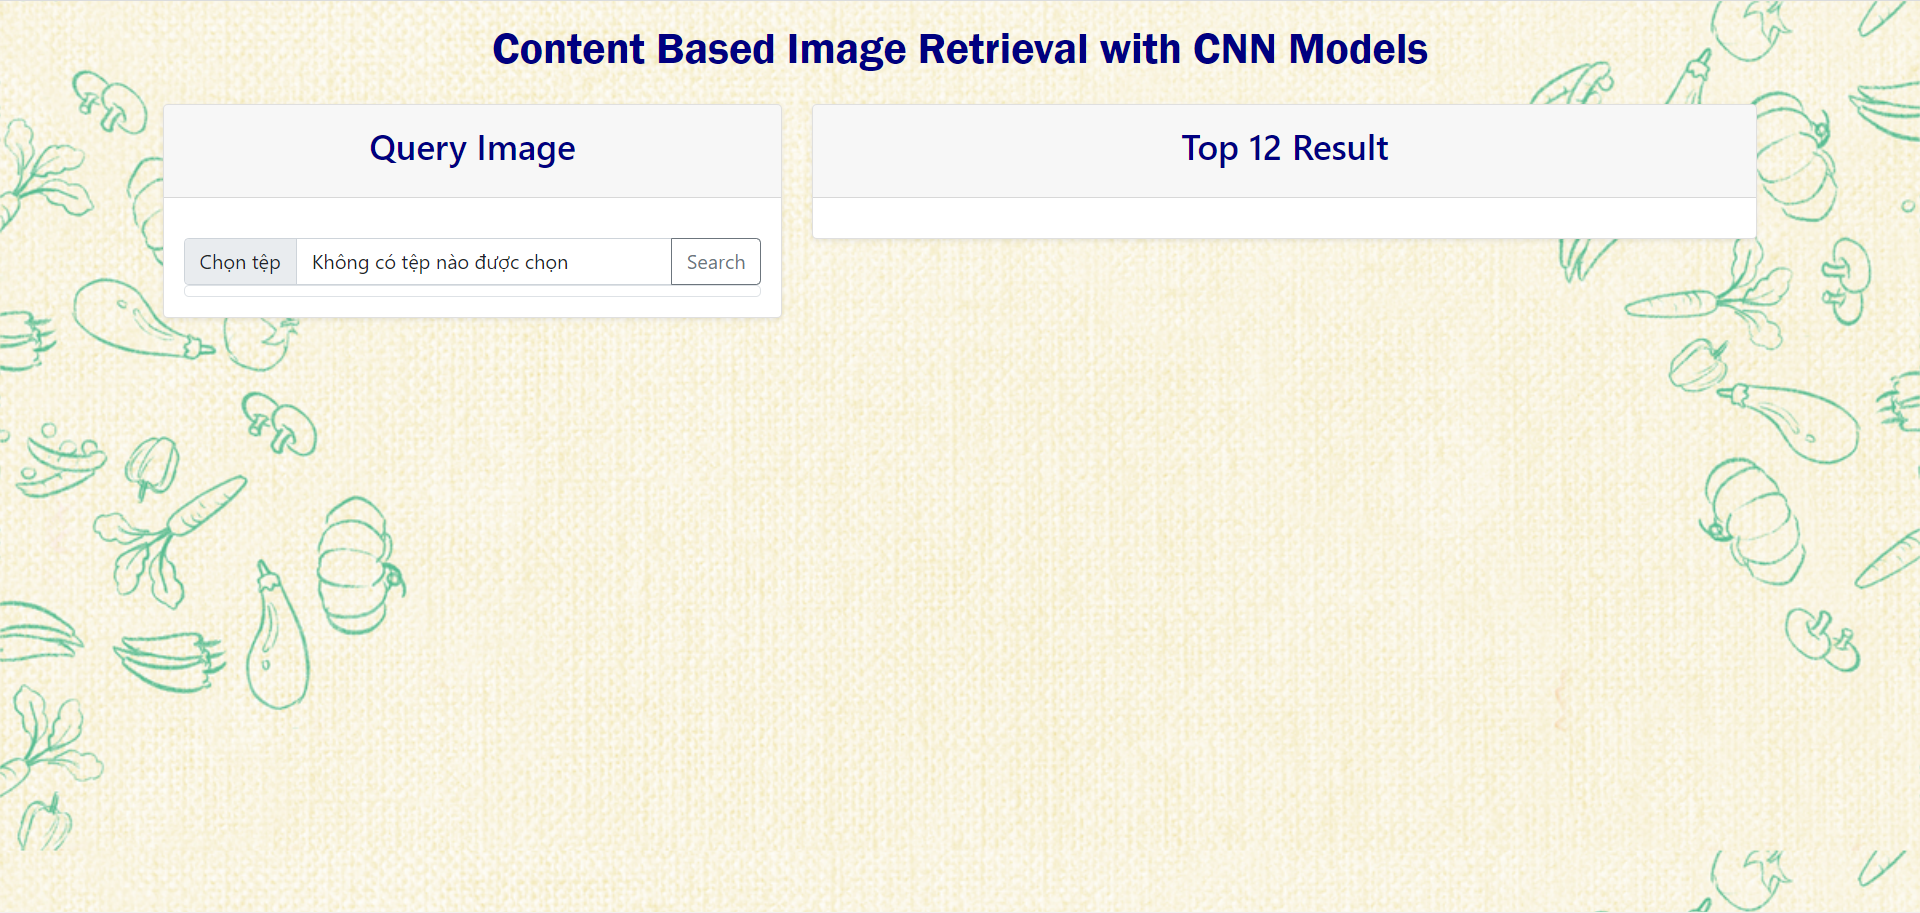 Content Based Image Retrieval with CNN Models
Query Image
Chọn tệp Không có tệp nào được chọn Search
Top 12 Result